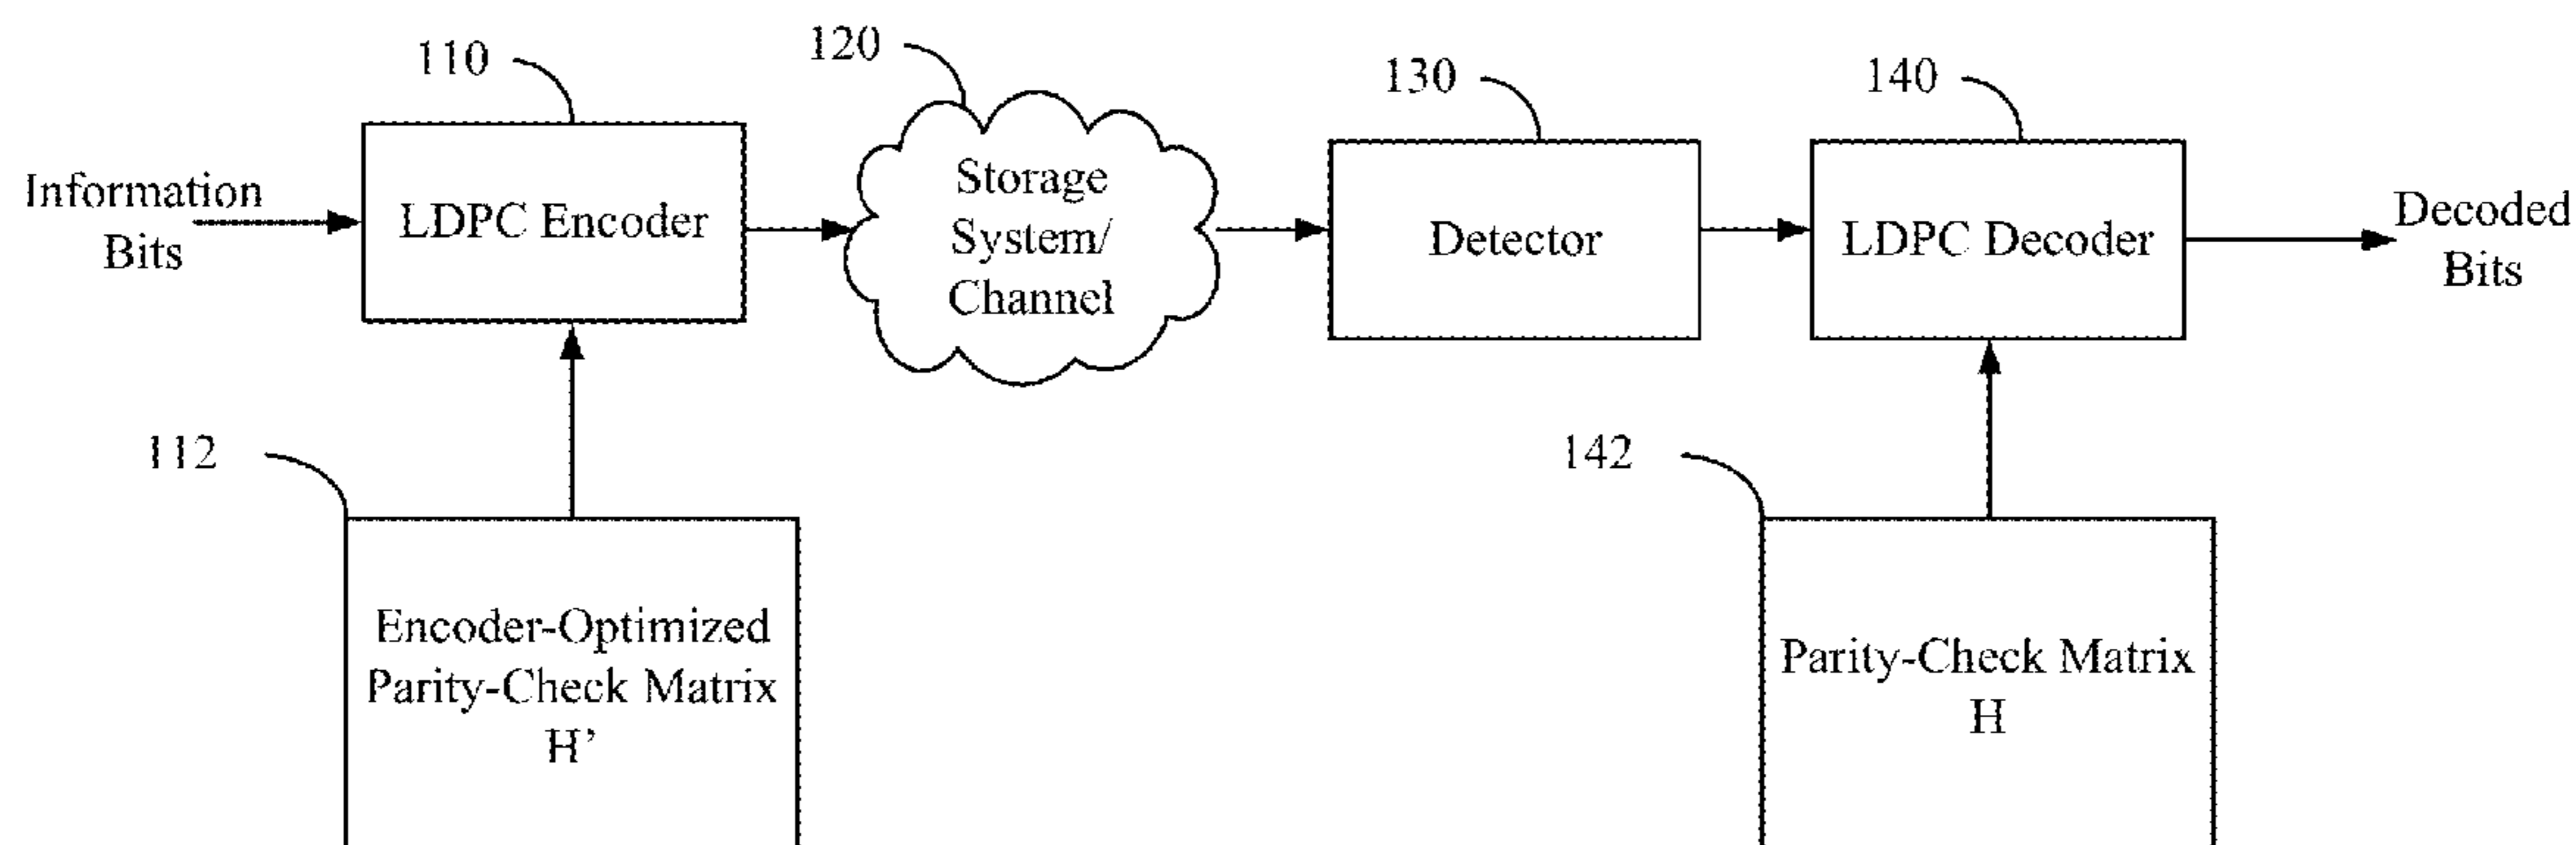 110
120
130
140
Information
Bits
LDPC Encoder
Storage
System/
Channel
Detector
LDPC Decoder
Decoded
Bits
112
142
Encoder-Optimized
Parity-Check Matrix
H’
Parity-Check Matrix
H